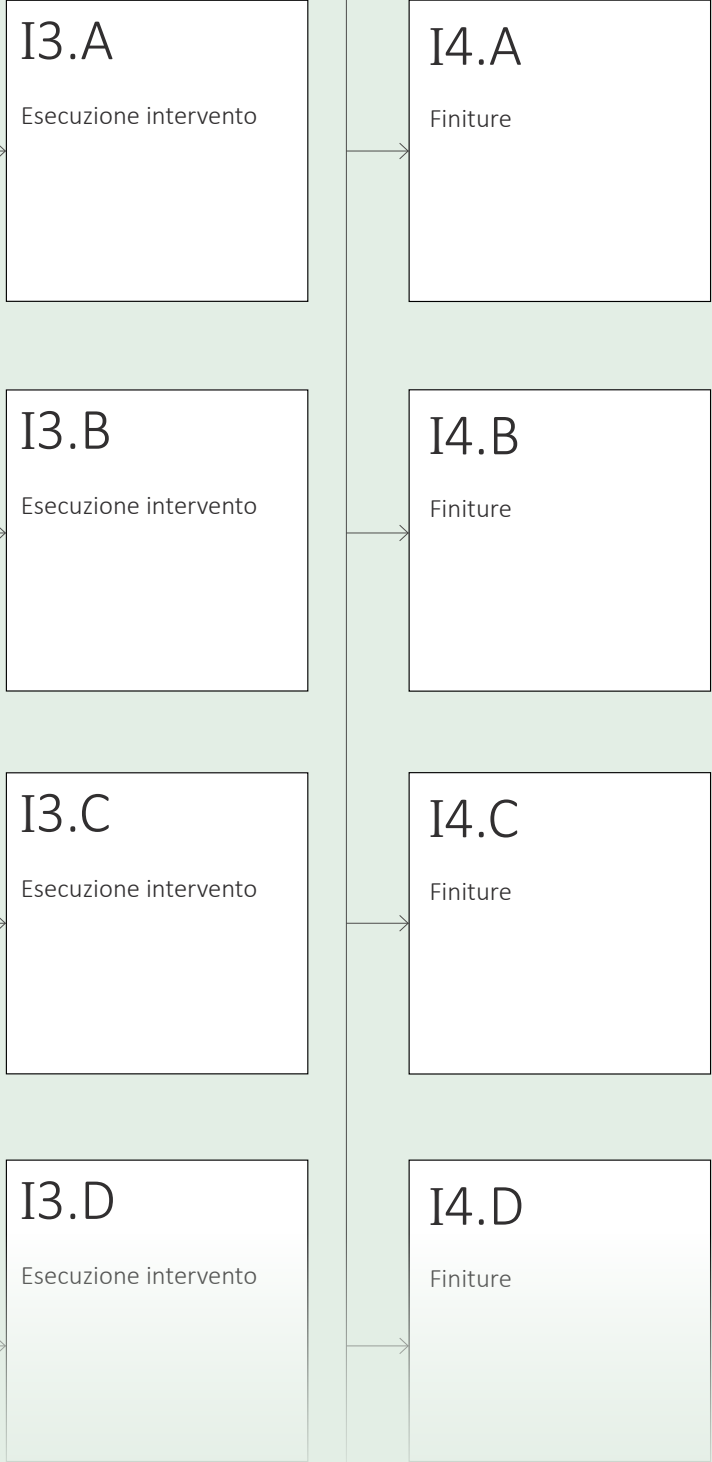 I3.A
Esecuzione intervento
I4.A
Finiture
I3.B
Esecuzione intervento
I4.B
Finiture
I3.C
Esecuzione intervento
I4.C
Finiture
I3.D
Esecuzione intervento
I4.D
Finiture